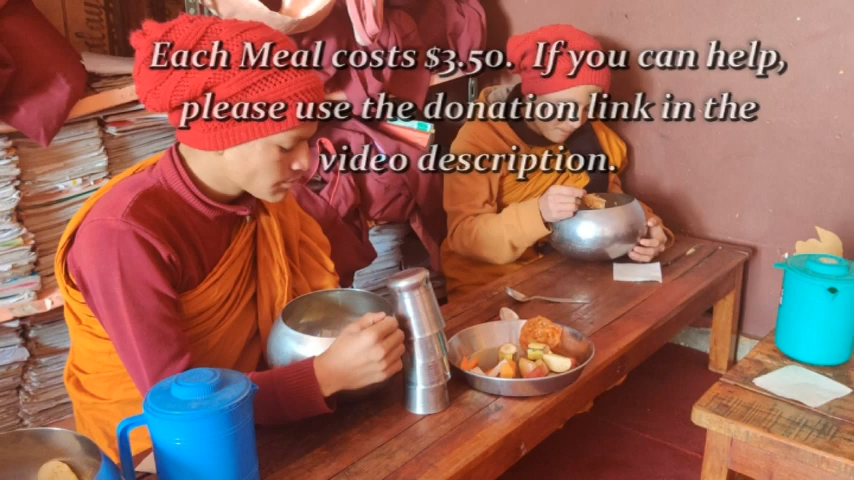 Each Meal costs $3.50. If you can help,
please use the donation link in the
video description.